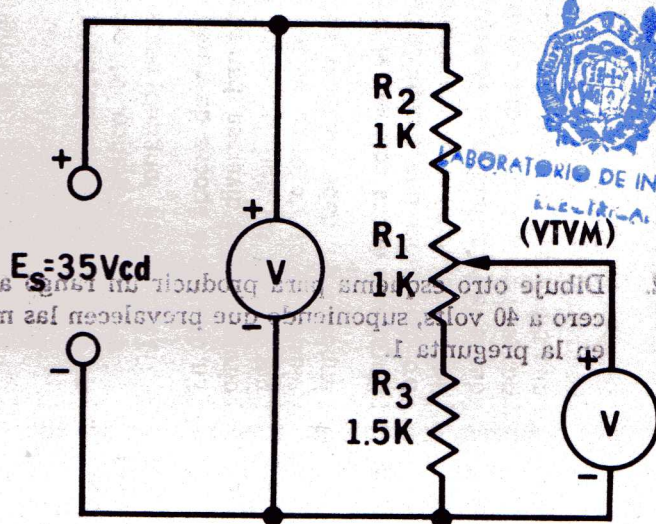 R2
1K
+
LABORATORIO DE IN
+
R1
1K
(VTVM)
Es=35Vcd
V
Dibuje otro esquema para producir un rango a
cero a 40 volts, suponiendo que prevalecen las m
en la pregunta 1.
-
-
+
R3
1.5K
V
-